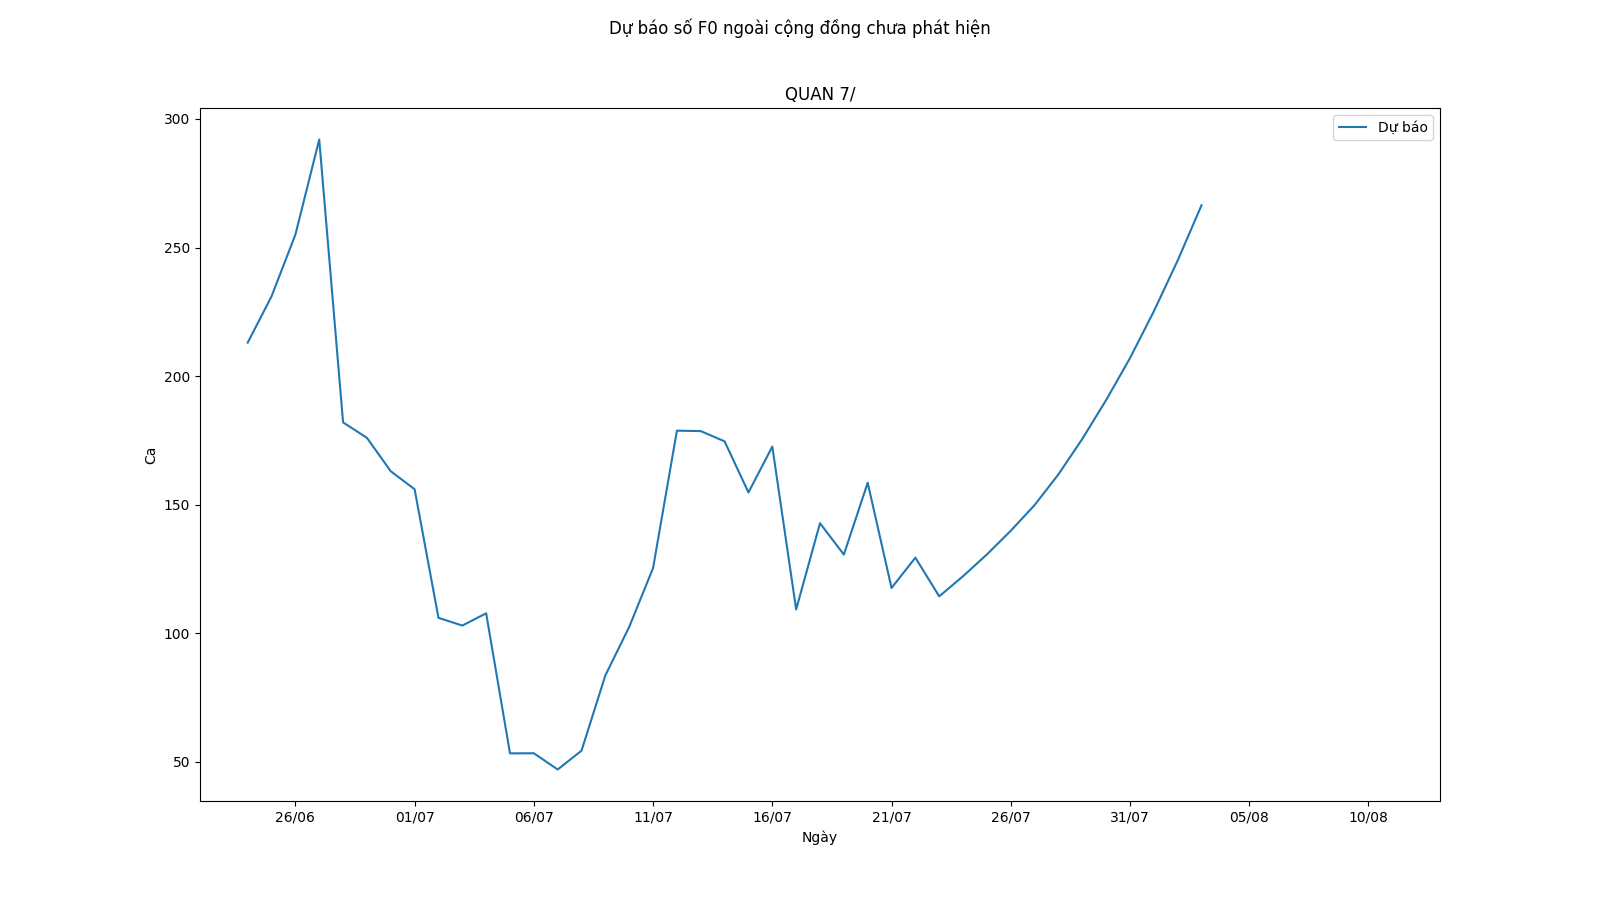 Dự báo số F0 ngoài cộng đồng chưa phát hiện
QUAN 7/
Dự báo
300
250
200
150
100
50
Ca
26/06 01/07 06/07 11/07 16/07 21/07 26/07 31/07 05/08 10/08
Ngày